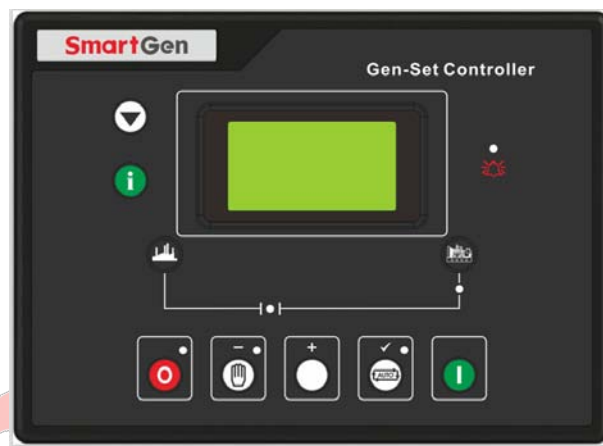 SmartGen
Gen-Set Controller
i
− + ✓
O AUTO I